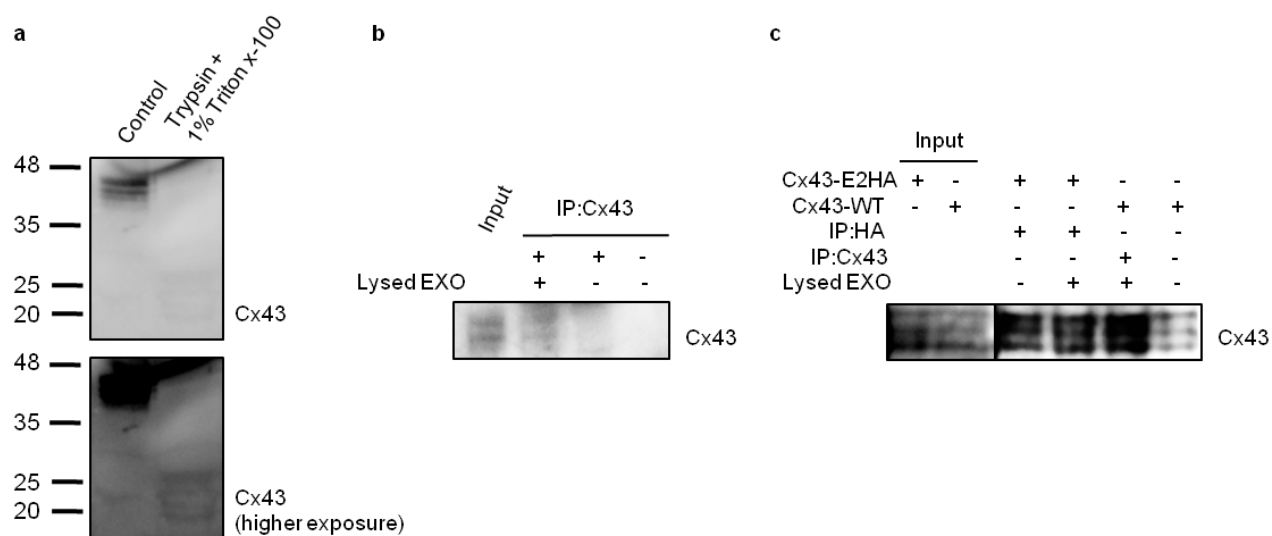 a
Control
Trypsin +
1% Triton x-100
48
35
25
20
Cx43
48
35
25
20
Cx43
(higher exposure)
b
Input
IP:Cx43
+ + -
Lysed EXO + - -
Cx43
c
Input
Cx43-E2HA + - + + - -
Cx43-WT - + - - + +
IP:HA + + - -
IP:Cx43 - - + -
Lysed EXO - + + -
Cx43